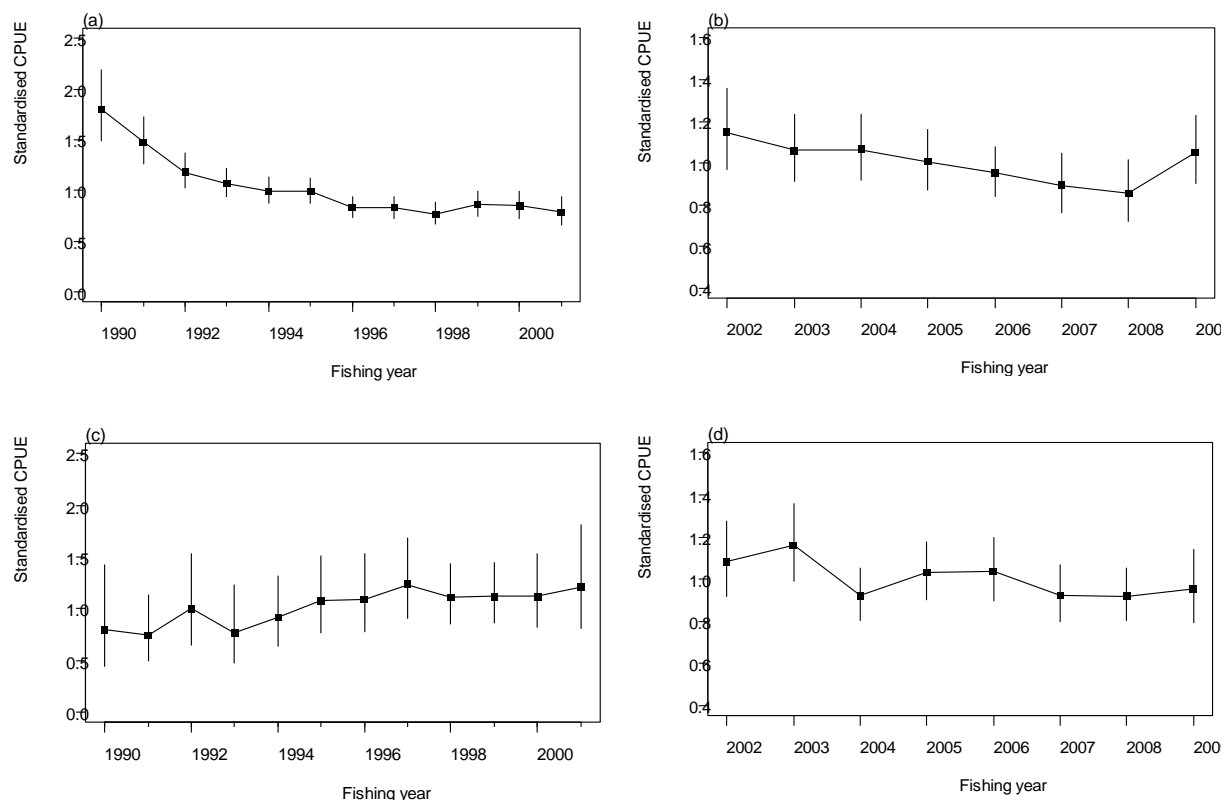 (a)
Standardised CPUE
2.5
2.0
1.5
1.0
0.5
0.0
1990 1992 1994 1996 1998 2000
Fishing year
(b)
Standardised CPUE
1.6
1.4
1.2
1.0
0.8
0.6
0.4
2002 2003 2004 2005 2006 2007 2008 200
Fishing year
(c)
Standardised CPUE
2.5
2.0
1.5
1.0
0.5
0.0
1990 1992 1994 1996 1998 2000
Fishing year
(d)
Standardised CPUE
1.6
1.4
1.2
1.0
0.8
0.6
0.4
2002 2003 2004 2005 2006 2007 2008 2009
Fishing year